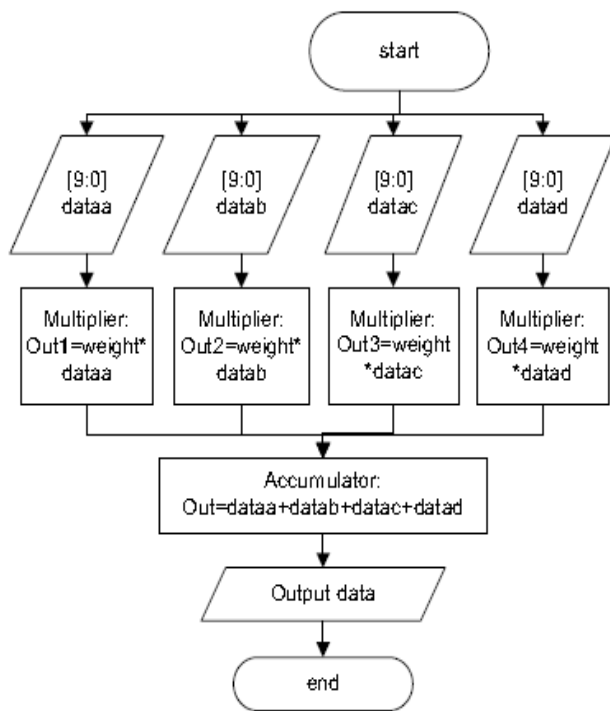 start
[9:0]
dataa
[9:0]
datab
[9:0]
datac
[9:0]
datad
Multiplier:
Out1=weight*
dataa
Multiplier:
Out2=weight*
datab
Multiplier:
Out3=weight
*datac
Multiplier:
Out4=weight
*datad
Accumulator:
Out=dataa+datab+datac+datad
Output data
end